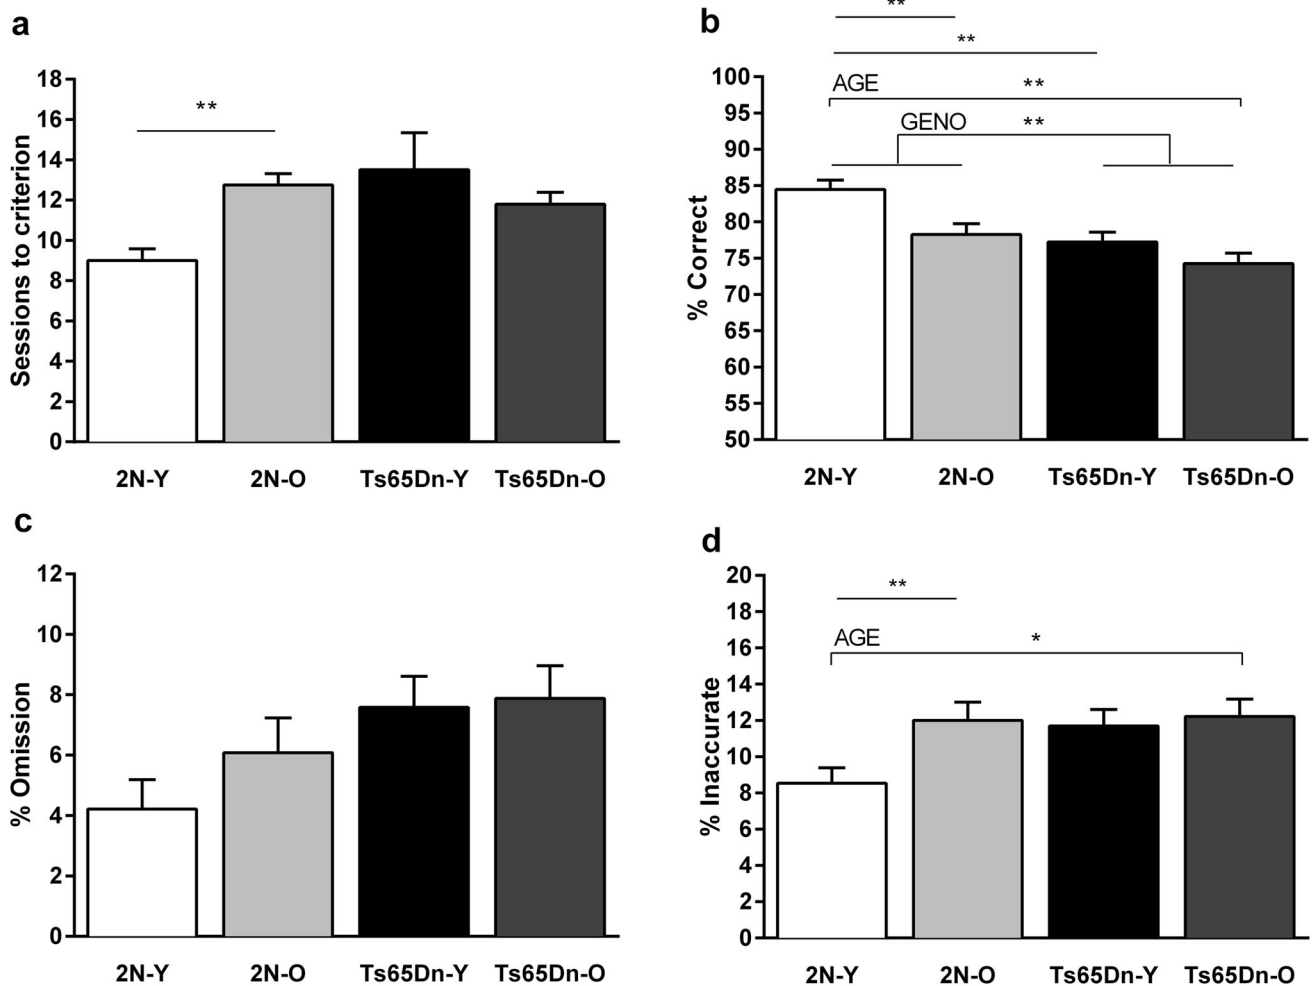 a
Sessions to criterion
18
16
14
12
10
8
6
4
2
0
**
2N-Y 2N-O Ts65Dn-Y Ts65Dn-O
b
% Correct
100
95
90
85
80
75
70
65
60
55
50
**
**
AGE **
GENO **
2N-Y 2N-O Ts65Dn-Y Ts65Dn-O
c
% Omission
12
10
8
6
4
2
0
2N-Y 2N-O Ts65Dn-Y Ts65Dn-O
d
% Inaccurate
20
18
16
14
12
10
8
6
4
2
0
**
AGE *
2N-Y 2N-O Ts65Dn-Y Ts65Dn-O